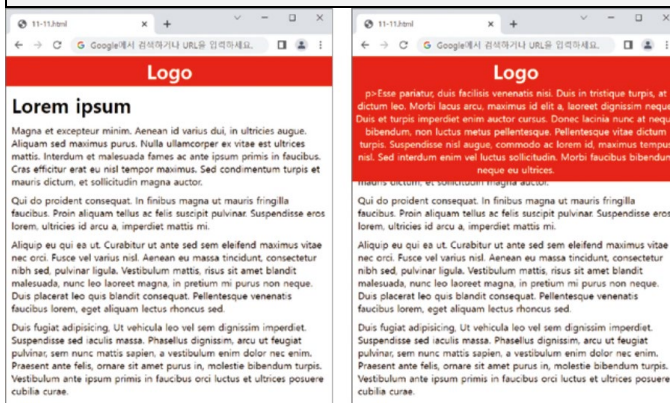 11-11.html
Google에서 검색하거나 URL을 입력하세요.
Logo
Lorem ipsum
Magna et excepteur minim. Aenean id varius dui, in ultricies augue.
Aliquam sed maximus purus. Nulla ullamcorper ex vitae est ultrices
mattis. Interdum et malesuada fames ac ante ipsum primis in faucibus.
Cras efficitur erat eu nisl tempor maximus. Sed condimentum turpis et
mauris dictum, et sollicitudin magna auctor.
Qui do proident consequat. In finibus magna ut mauris fringilla
faucibus. Proin aliquam tellus ac felis suscipit pulvinar. Suspendisse eros
lorem, ultricies id arcu a, imperdiet mattis mi.
Aliquip eu qui ea ut. Curabitur ut ante sed sem eleifend maximus vitae
nec orci. Fusce vel varius nisl. Aenean eu massa tincidunt, consectetur
nibh sed, pulvinar ligula. Vestibulum mattis, risus sit amet blandit
malesuada, nunc leo laoreet magna, in pretium mi purus non neque.
Duis placerat leo quis blandit consequat. Pellentesque venenatis
faucibus lorem, eget aliquam lectus rhoncus sed.
Duis fugiat adipisicing. Ut vehicula leo vel sem dignissim imperdiet.
Suspendisse sed iaculis massa. Phasellus dignissim, arcu ut feugiat
pulvinar, sem nunc mattis sapien, a vestibulum enim dolor nec enim.
Praesent ante felis, ornare sit amet purus in, molestie bibendum turpis.
Vestibulum ante ipsum primis in faucibus orci luctus et ultrices posuere
cubilia curae.
11-11.html
Google에서 검색하거나 URL을 입력하세요.
Logo
p>Esse pariatur, duis facilisis venenatis nisi. Duis in tristique turpis, at
dictum leo. Morbi lacus arcu, maximus id elit a, laoreet dignissim neque.
Duis et turpis imperdiet enim auctor cursus. Donec lacinia nunc at neque
bibendum, non luctus metus pellentesque. Pellentesque vitae dictum
turpis. Suspendisse nisl augue, commodo ac lorem id, maximus tempus
nisl. Sed interdum enim vel luctus sollicitudin. Morbi faucibus bibendum
neque eu ultrices.
mauris dictum, et sollicitudin magna auctor.
Qui do proident consequat. In finibus magna ut mauris fringilla
faucibus. Proin aliquam tellus ac felis suscipit pulvinar. Suspendisse eros
lorem, ultricies id arcu a, imperdiet mattis mi.
Aliquip eu qui ea ut. Curabitur ut ante sed sem eleifend maximus vitae
nec orci. Fusce vel varius nisl. Aenean eu massa tincidunt, consectetur
nibh sed, pulvinar ligula. Vestibulum mattis, risus sit amet blandit
malesuada, nunc leo laoreet magna, in pretium mi purus non neque.
Duis placerat leo quis blandit consequat. Pellentesque venenatis
faucibus lorem, eget aliquam lectus rhoncus sed.
Duis fugiat adipisicing. Ut vehicula leo vel sem dignissim imperdiet.
Suspendisse sed iaculis massa. Phasellus dignissim, arcu ut feugiat
pulvinar, sem nunc mattis sapien, a vestibulum enim dolor nec enim.
Praesent ante felis, ornare sit amet purus in, molestie bibendum turpis.
Vestibulum ante ipsum primis in faucibus orci luctus et ultrices posuere
cubilia curae.